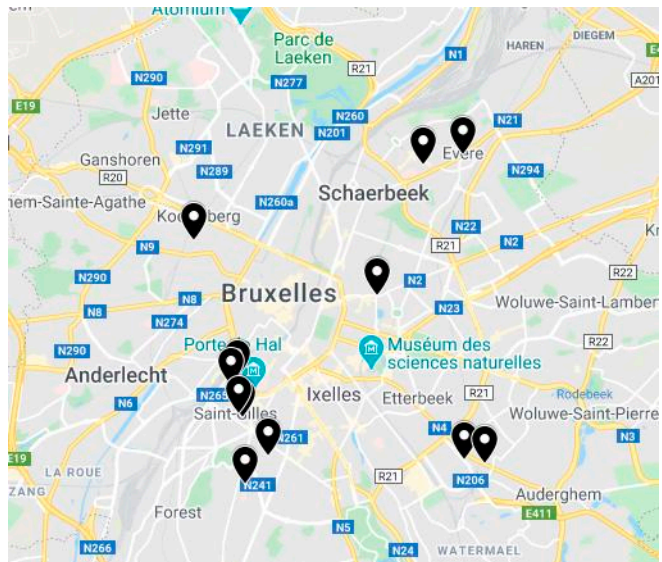 Atomium
Parc de
Laeken
HAREN
DIEGEM
N1
R21
N290
N277
A201
E19
Jette
N260
N21
LAEKEN
N201
N291
Evere
Ganshoren
N289
N294
R20
Schaerbeek
hem-Sainte-Agathe
N260a
N22
N9
R21
N2
N290
N2
R22
N8
N8
Bruxelles
Woluwe-Saint-Lambert
N23
N274
Porte de Hal
Muséum des
sciences naturelles
R22
N290
Anderlecht
Ixelles
Etterbeek
Rodebeek
N6
Saint-Gilles
Woluwe-Saint-Pierre
N4
N3
N261
E19
LA ROUE
R21
N241
N206
ZANG
Auderghem
Forest
E411
N5
N266
N24
WATERMAEL